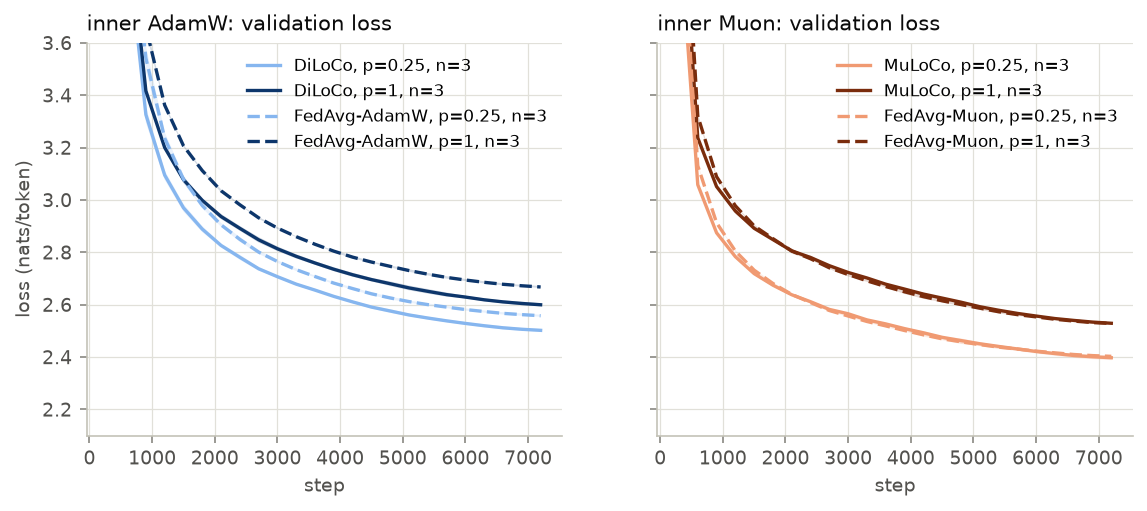 inner AdamW: validation loss
loss (nats/token)
3.6
3.4
3.2
3.0
2.8
2.6
2.4
2.2
DiLoCo, p=0.25, n=3
DiLoCo, p=1, n=3
FedAvg-AdamW, p=0.25, n=3
FedAvg-AdamW, p=1, n=3
0 1000 2000 3000 4000 5000 6000 7000
step
inner Muon: validation loss
MuLoCo, p=0.25, n=3
MuLoCo, p=1, n=3
FedAvg-Muon, p=0.25, n=3
FedAvg-Muon, p=1, n=3
0 1000 2000 3000 4000 5000 6000 7000
step